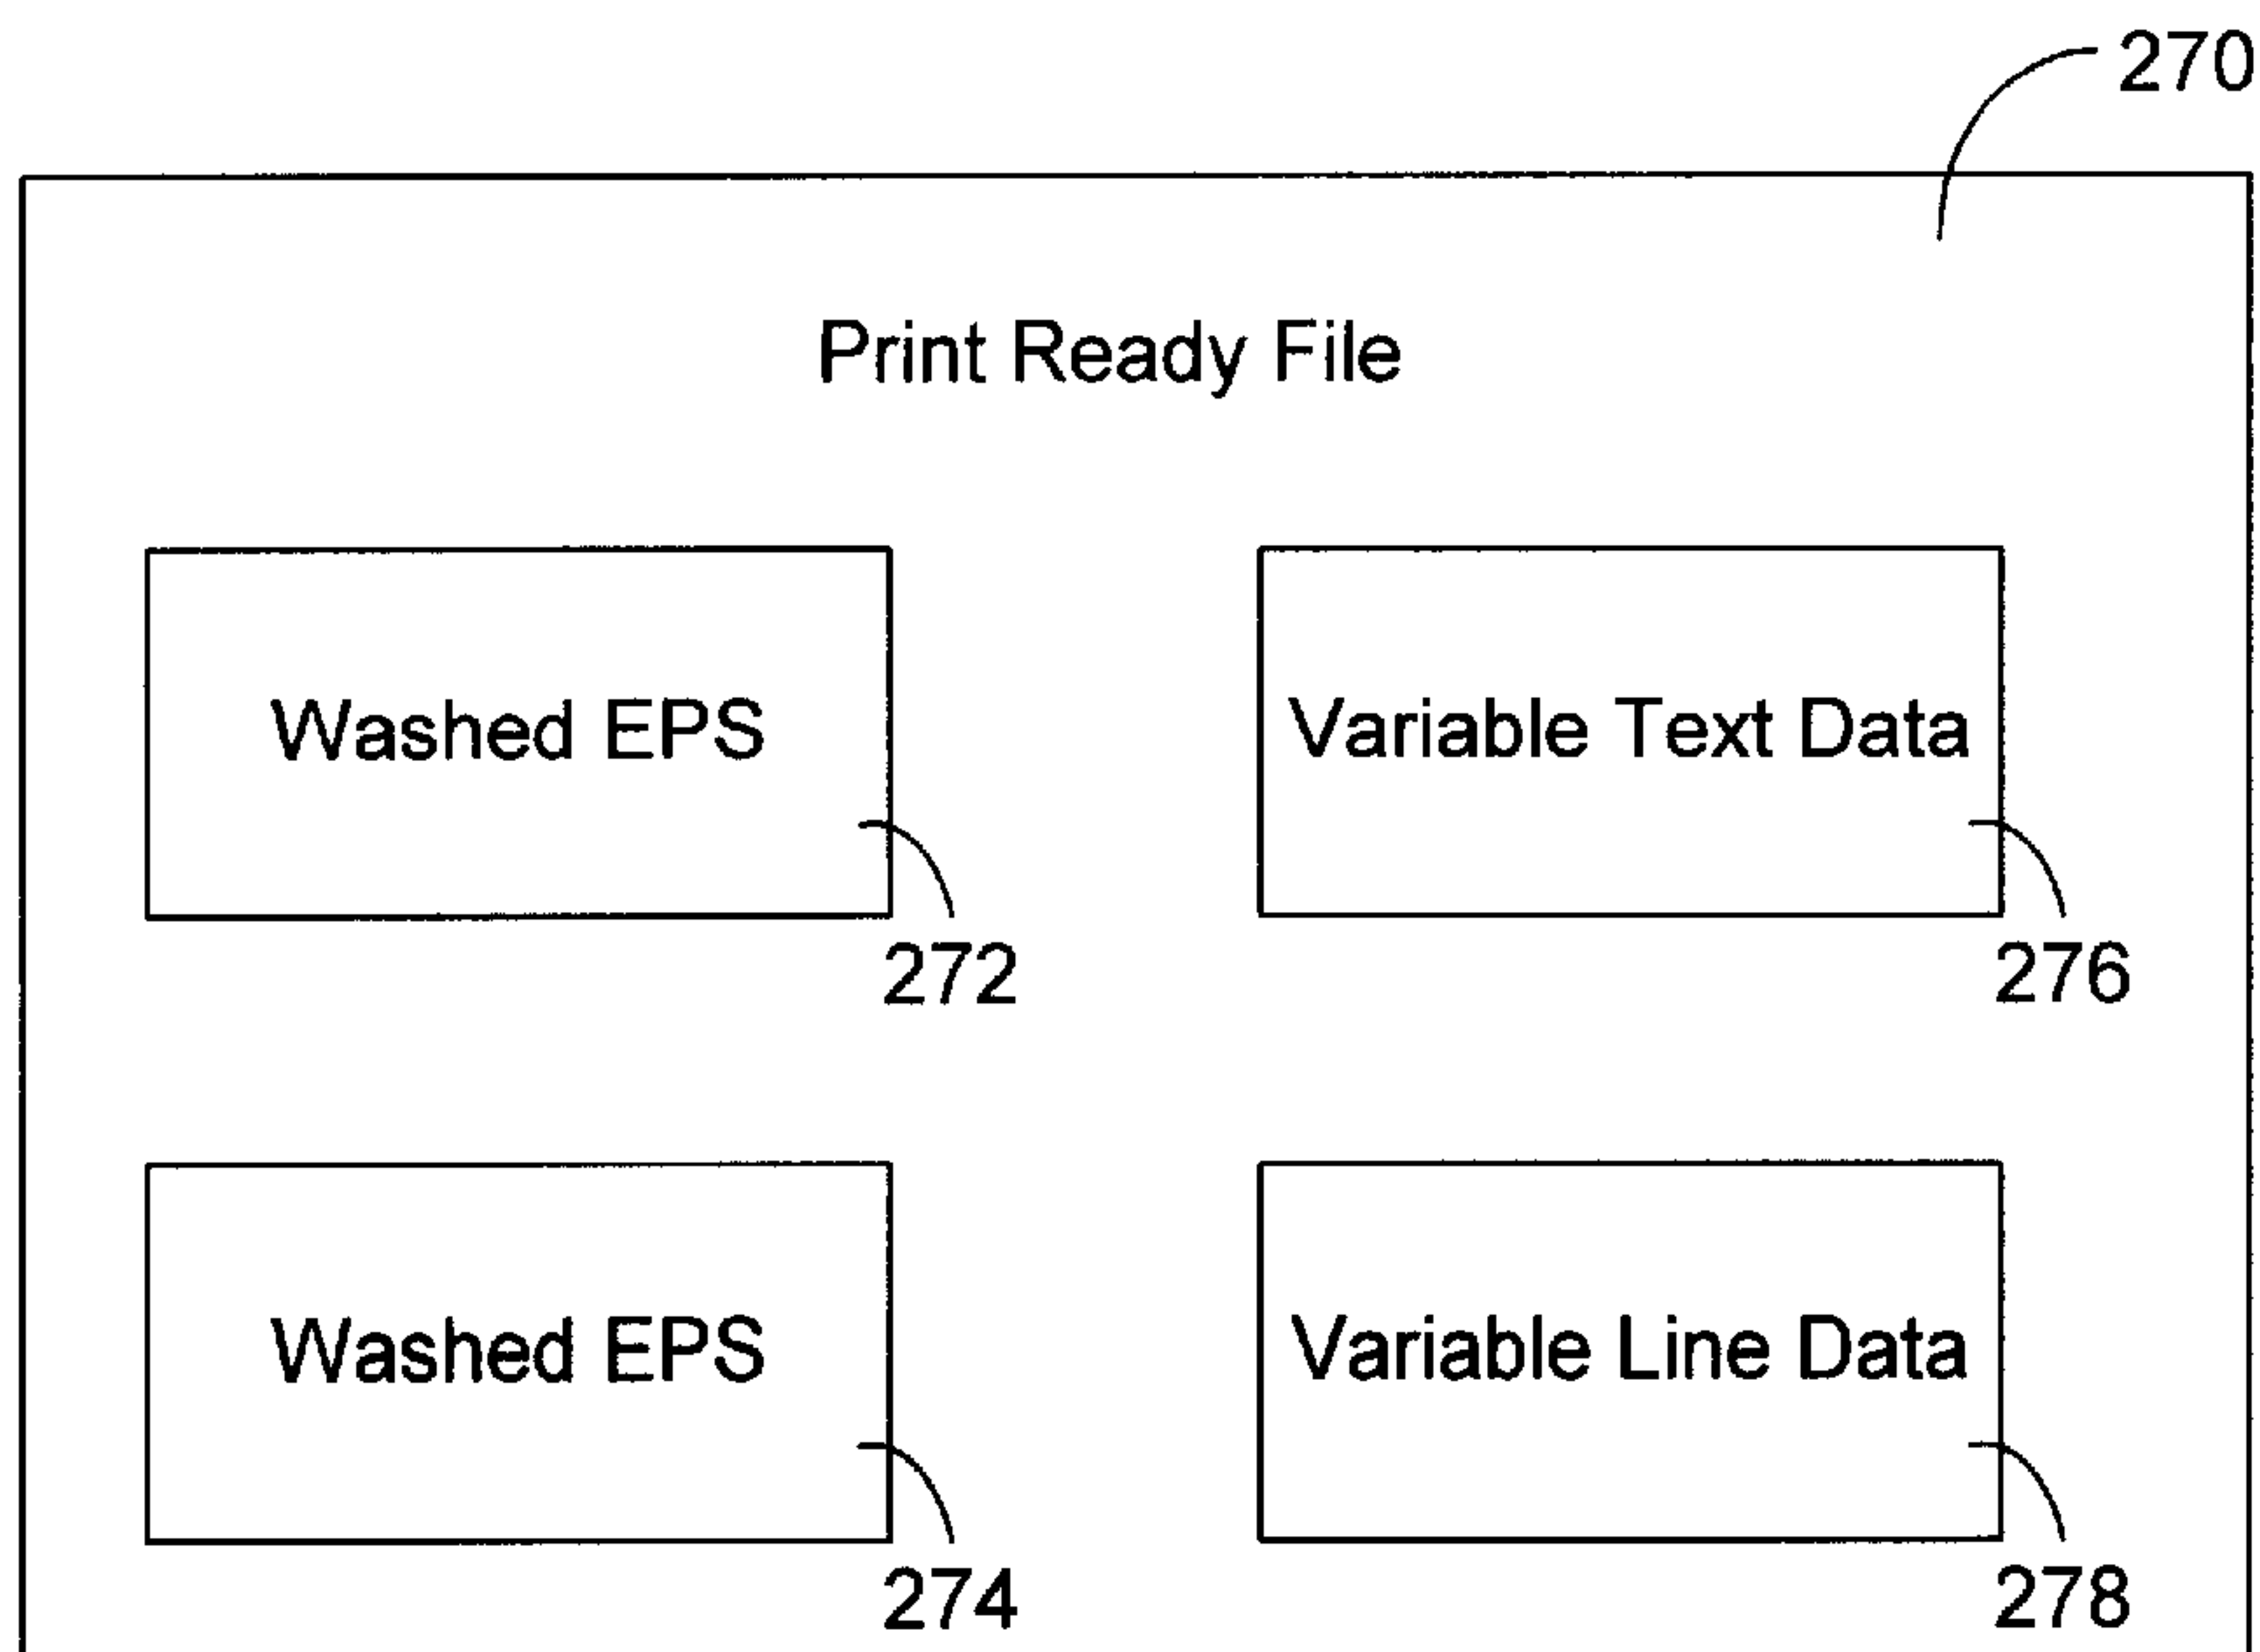 270
Print Ready File
Washed EPS
Variable Text Data
272
276
Washed EPS
Variable Line Data
274
278